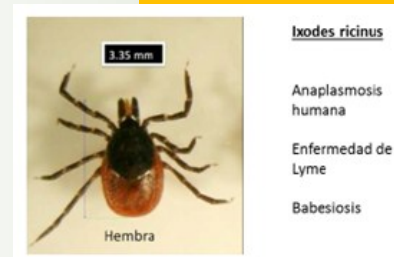 3.35 mm
Hembra
Ixodes ricinus
Anaplasmosis
humana
Enfermedad de
Lyme
Babesiosis